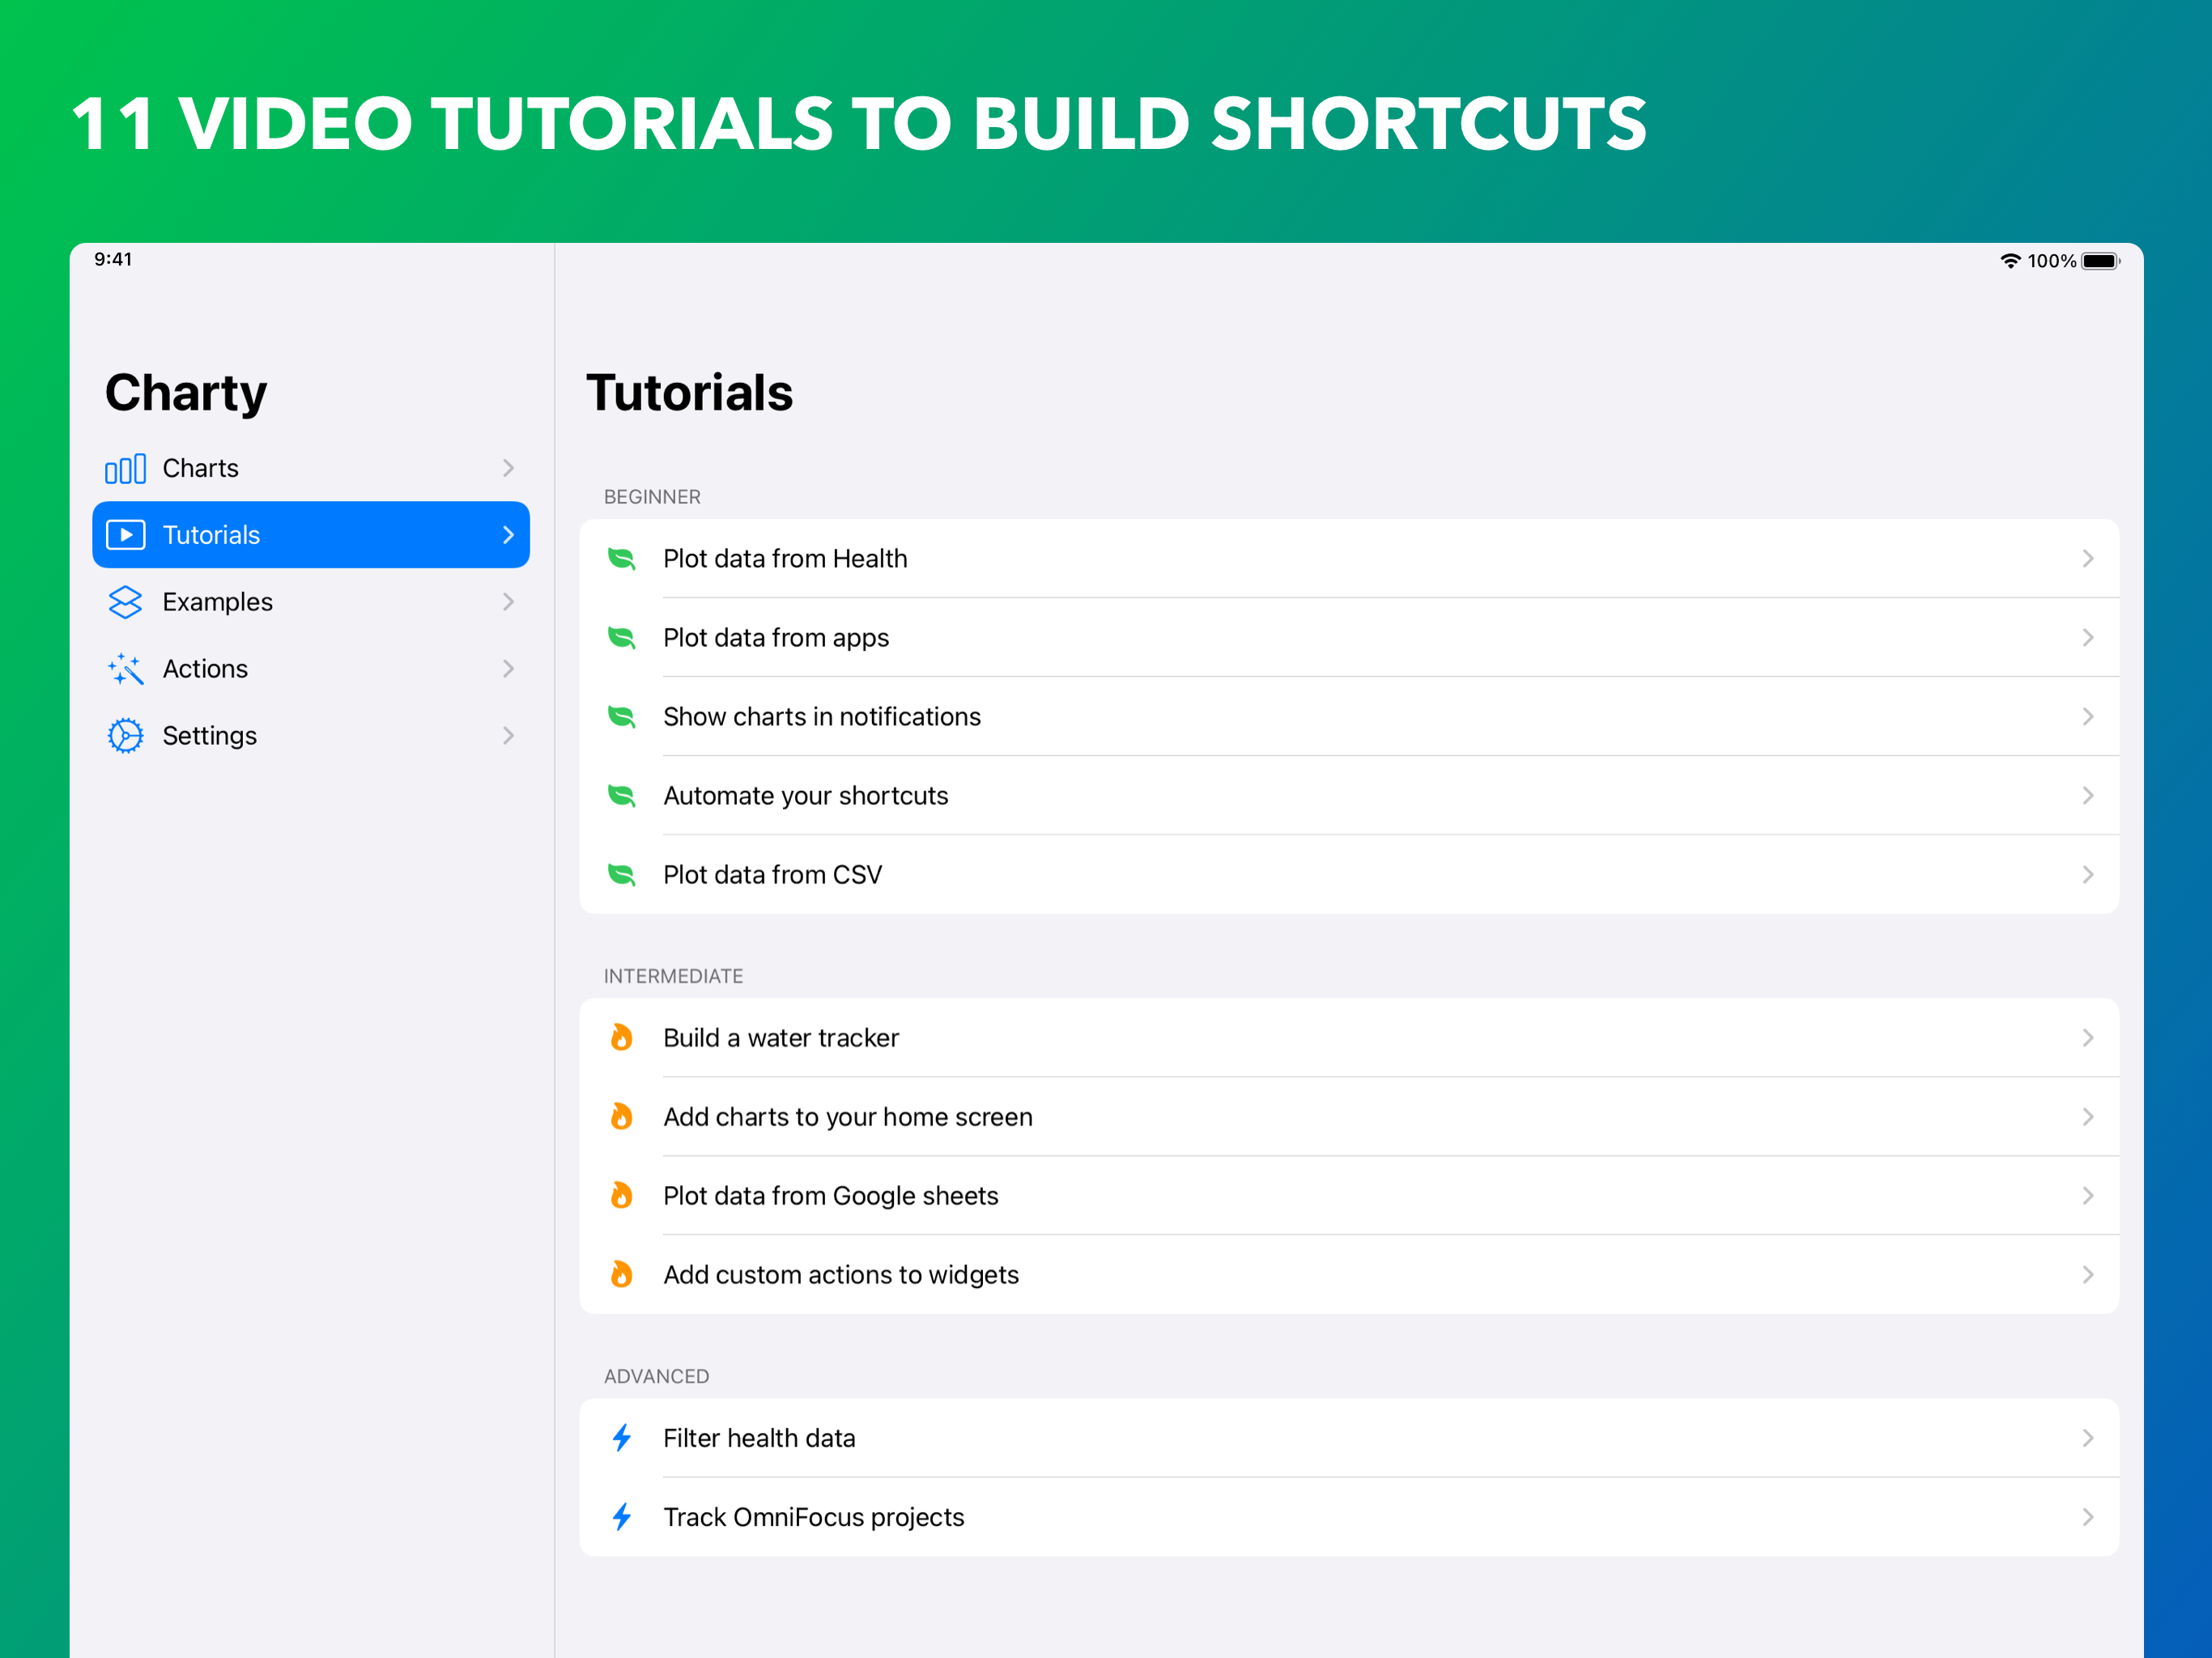 11 VIDEO TUTORIALS TO BUILD SHORTCUTS
9:41
100%
Charty
Charts
Tutorials
Examples
Actions
Settings
Tutorials
BEGINNER
Plot data from Health
Plot data from apps
Show charts in notifications
Automate your shortcuts
Plot data from CSV
INTERMEDIATE
Build a water tracker
Add charts to your home screen
Plot data from Google sheets
Add custom actions to widgets
ADVANCED
Filter health data
Track OmniFocus projects